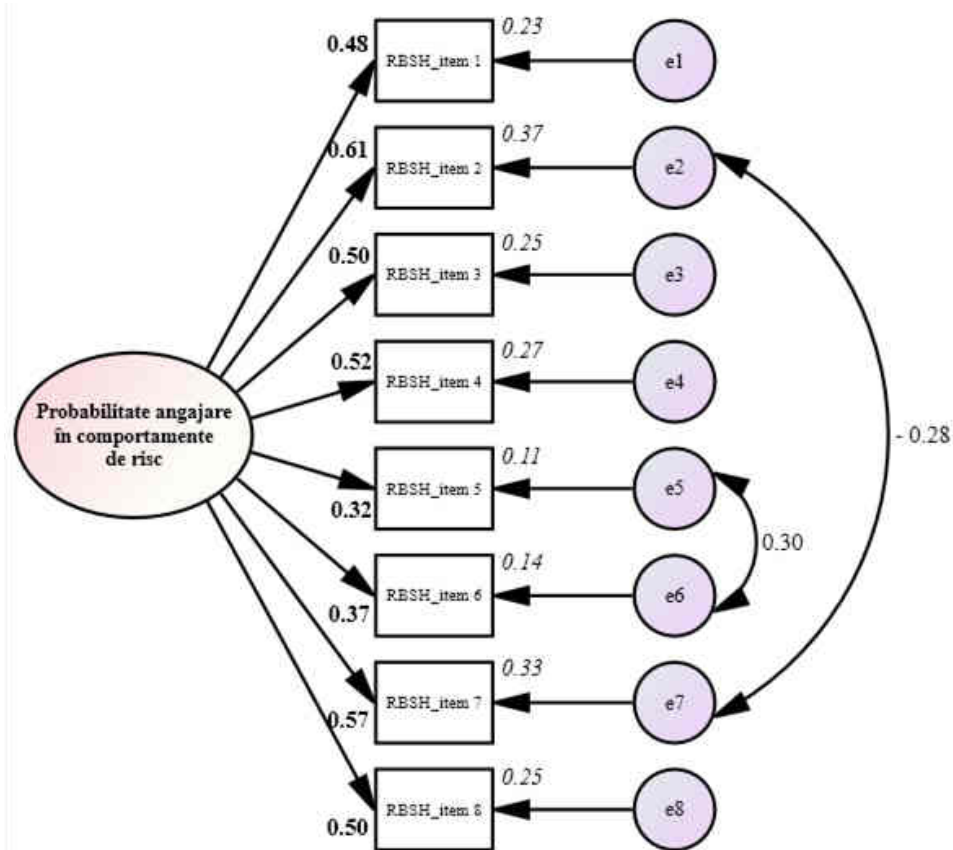 0.48
0.23
RBSH_item 1
e1
0.61
0.37
RBSH_item 2
e2
0.50
0.25
RBSH_item 3
e3
0.52
0.27
RBSH_item 4
e4
Probabilitate angajare
în comportamente
de risc
- 0.28
0.32
0.11
RBSH_item 5
e5
0.30
0.37
0.14
RBSH_item 6
e6
0.57
0.33
RBSH_item 7
e7
0.50
0.25
RBSH_item 8
e8